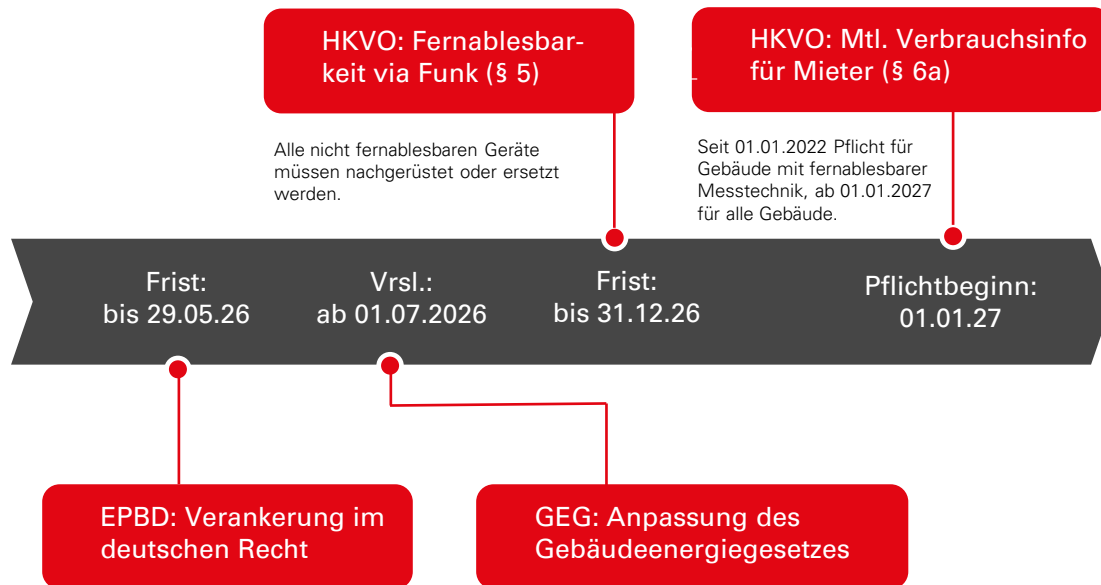 HKVO: Fernablesbar-
keit via Funk (§ 5)
HKVO: Mtl. Verbrauchsinfo
für Mieter (§ 6a)
Alle nicht fernablesbaren Geräte
müssen nachgerüstet oder ersetzt
werden.
Seit 01.01.2022 Pflicht für
Gebäude mit fernablesbarer
Messtechnik, ab 01.01.2027
für alle Gebäude.
Frist:
bis 29.05.26
Vrsl.:
ab 01.07.2026
Frist:
bis 31.12.26
Pflichtbeginn:
01.01.27
EPBD: Verankerung im
deutschen Recht
GEG: Anpassung des
Gebäudeenergiegesetzes